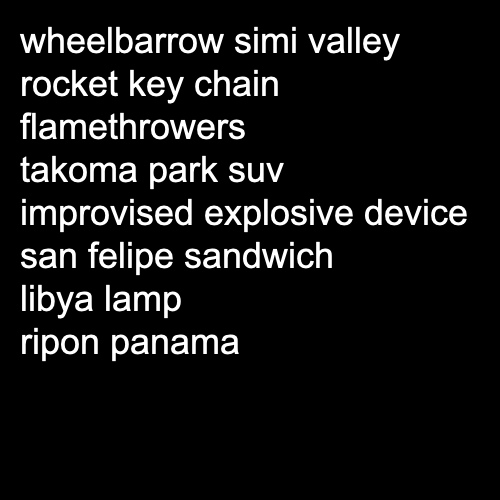 wheelbarrow simi valley
rocket key chain
flamethrowers
takoma park suv
improvised explosive device
san felipe sandwich
libya lamp
ripon panama